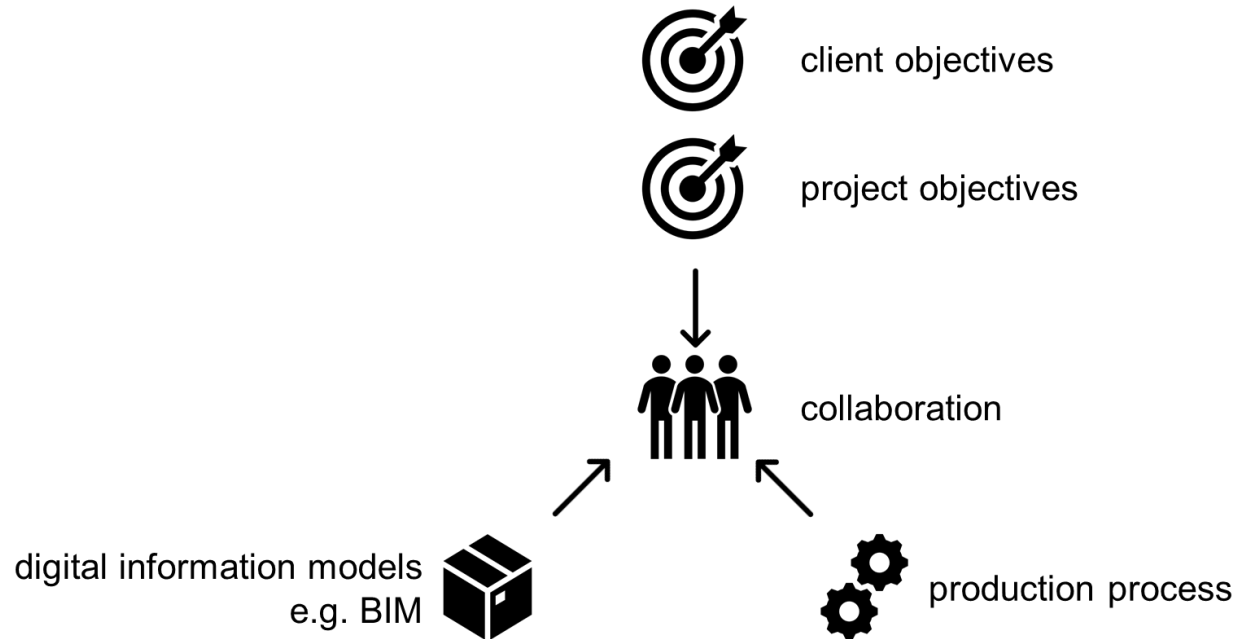 client objectives
project objectives
collaboration
digital information models
e.g. BIM
production process